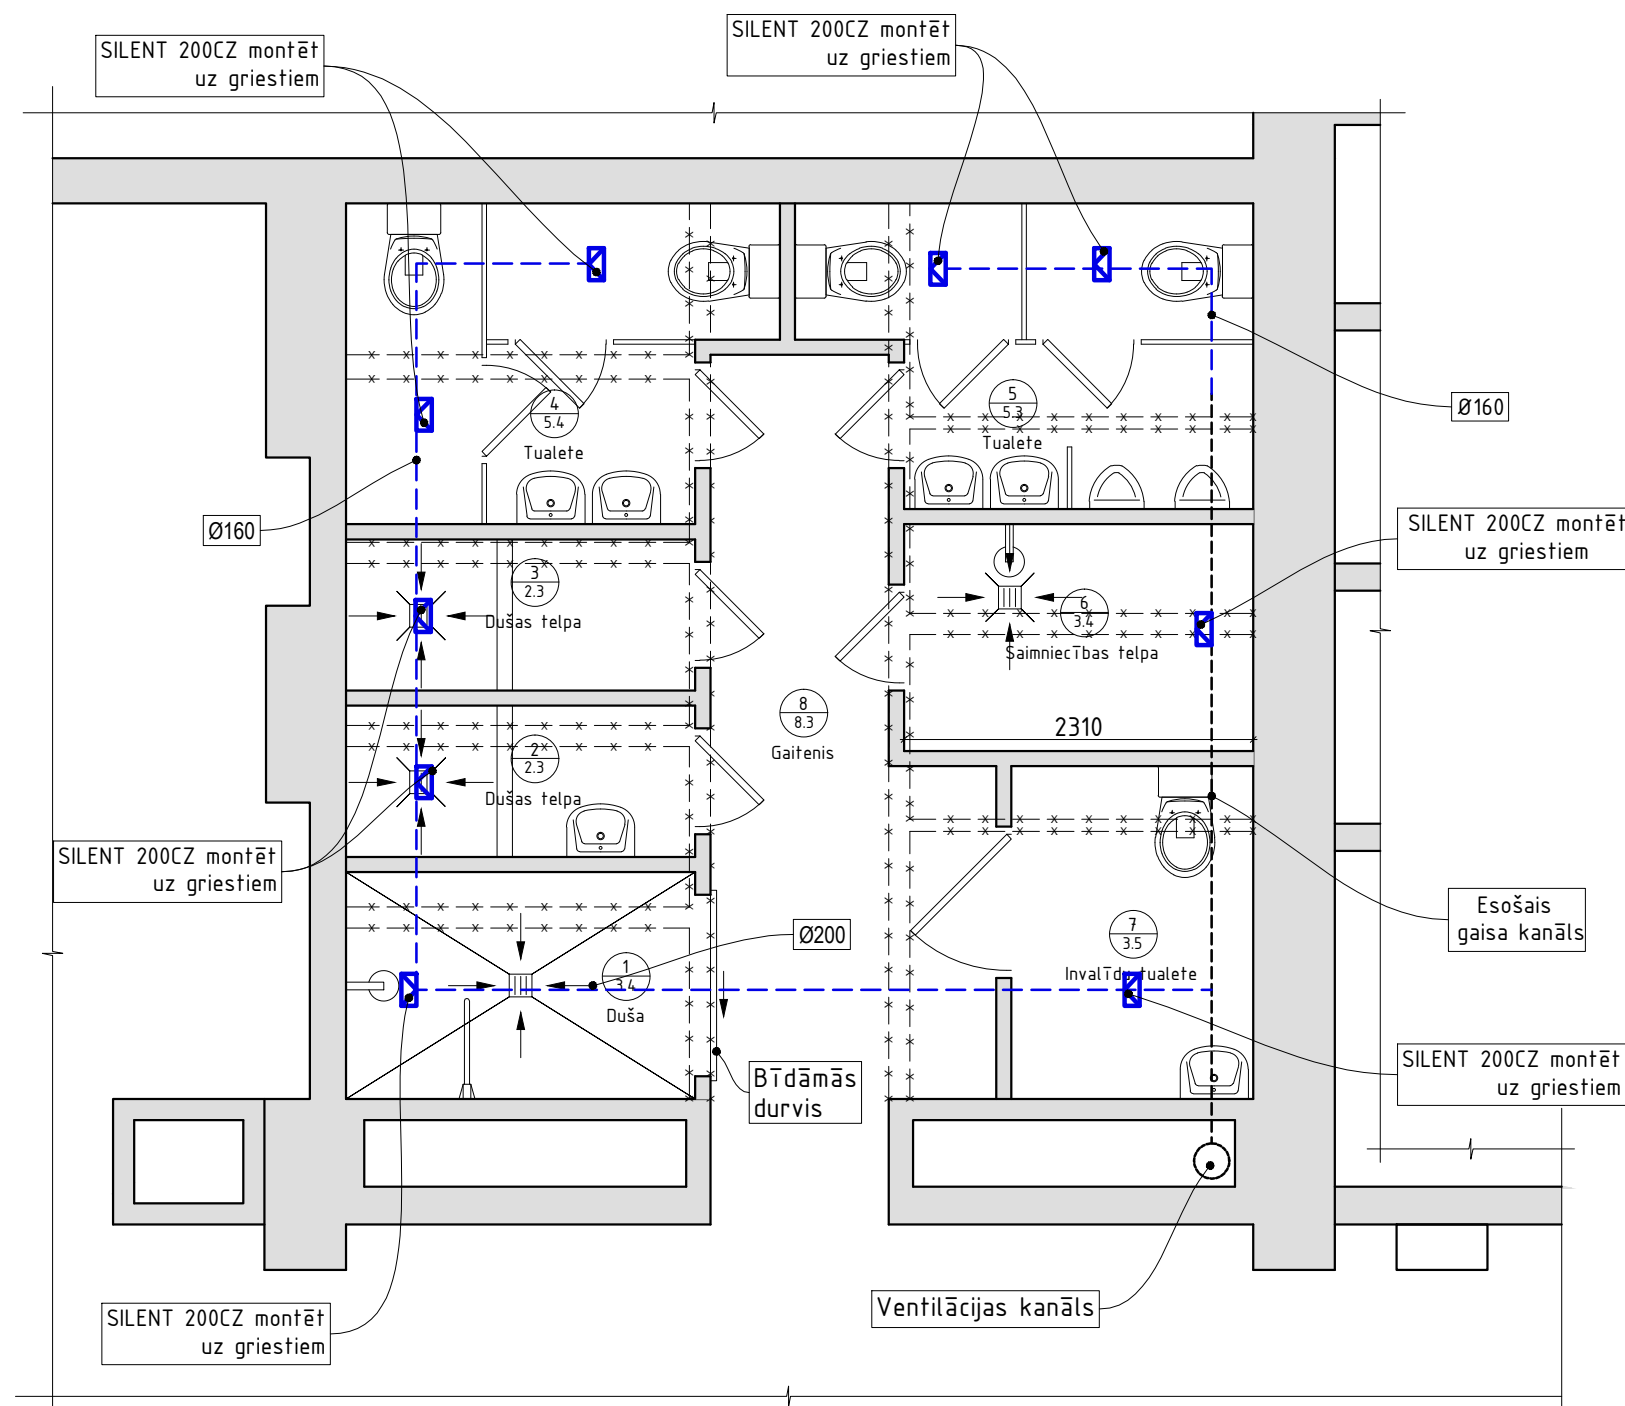 SILENT 200CZ montēt
uz griestiem
SILENT 200CZ montēt
uz griestiem
Ø160
4
5.4
Tualete
5
5.3
Tualete
Ø160
SILENT 200CZ montēt
uz griestiem
3
2.3
Dušas telpa
6
3.4
Saimniecības telpa
8
8.3
Gaitenis
2310
2
2.3
Dušas telpa
SILENT 200CZ montēt
uz griestiem
Esošais
gaisa kanāls
Ø200
7
3.5
Invalīdu tualete
1
3.4
Duša
Bīdāmās
durvis
SILENT 200CZ montēt
uz griestiem
SILENT 200CZ montēt
uz griestiem
Ventilācijas kanāls